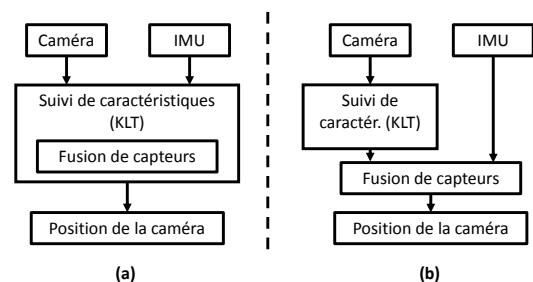 Caméra
IMU
Suivi de caractéristiques
(KLT)
Fusion de capteurs
Position de la caméra
(a)
Caméra
IMU
Suivi de
caractér. (KLT)
Fusion de capteurs
Position de la caméra
(b)